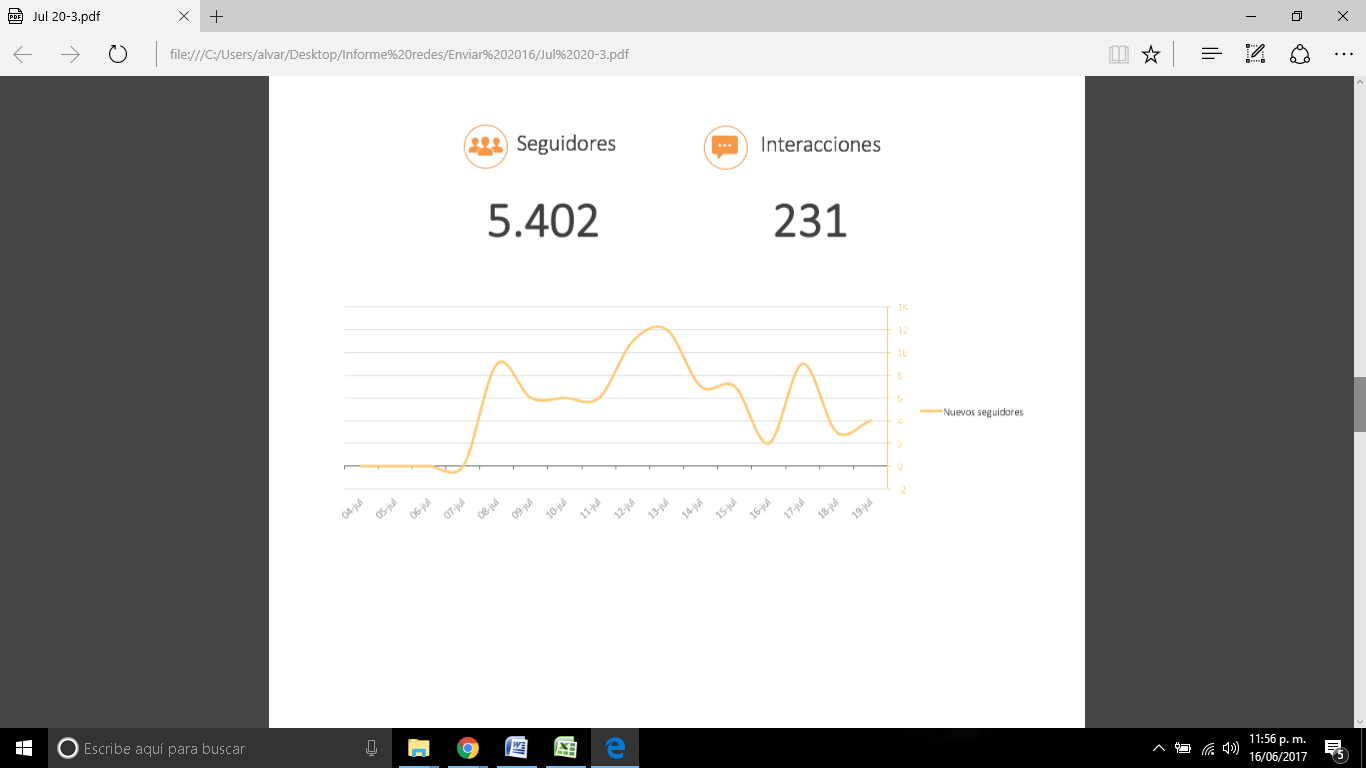 Jul 20-3.pdf
file:///C:/Users/alvar/Desktop/Informe%20redes/Enviar%202016/Jul%2020-3.pdf
Seguidores
Interacciones
5.402
231
14
12
10
8
6
4
2
0
-2
Nuevos seguidores
04-jul 05-jul 06-jul 07-jul 08-jul 09-jul 10-jul 11-jul 12-jul 13-jul 14-jul 15-jul 16-jul 17-jul 18-jul 19-jul
Escribe aquí para buscar
11:56 p. m.
16/06/2017
5